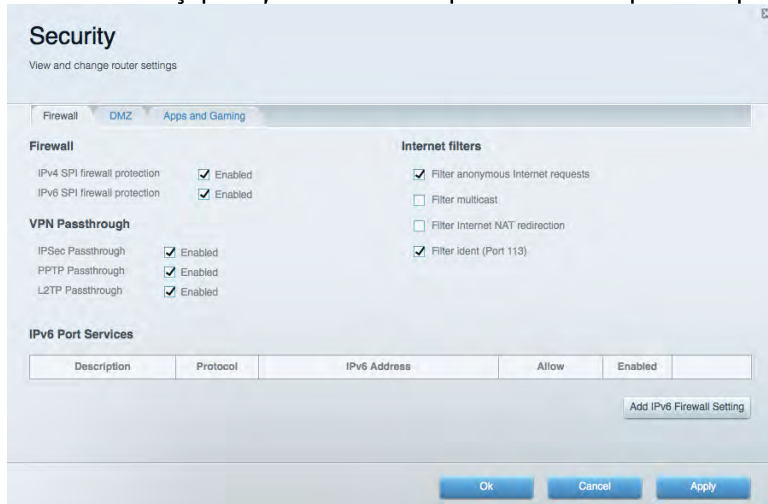 Security
View and change router settings
Firewall DMZ Apps and Gaming
Firewall
IPv4 SPI firewall protection Enabled
IPv6 SPI firewall protection Enabled
VPN Passthrough
IPSec Passthrough Enabled
PPTP Passthrough Enabled
L2TP Passthrough Enabled
Internet filters
Filter anonymous Internet requests
Filter multicast
Filter Internet NAT redirection
Filter ident (Port 113)
IPv6 Port Services
Description Protocol IPv6 Address Allow Enabled
Add IPv6 Firewall Setting
Ok Cancel Apply